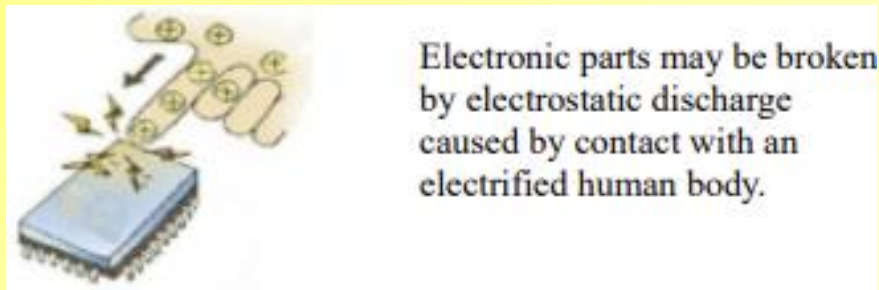 Electronic parts may be broken
by electrostatic discharge
caused by contact with an
electrified human body.